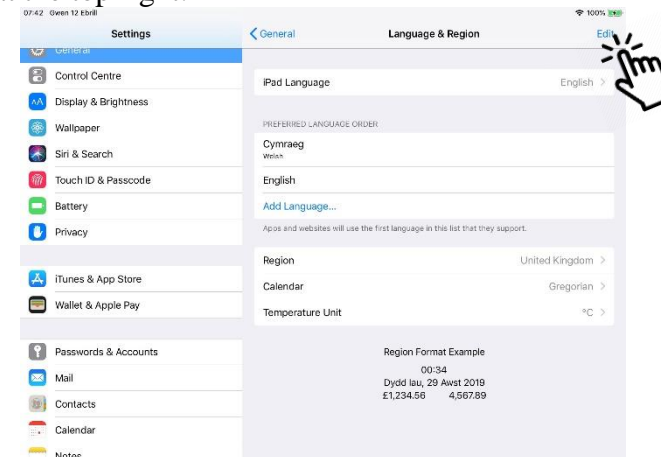 07:42 Gwen 12 Ebrill
100%
Settings
General
Language & Region
Edit
General
Control Centre
Display & Brightness
Wallpaper
Siri & Search
Touch ID & Passcode
Battery
Privacy
iTunes & App Store
Wallet & Apple Pay
Passwords & Accounts
Mail
Contacts
Calendar
Notes
iPad Language English
PREFERRED LANGUAGE ORDER
Cymraeg
Welsh
English
Add Language...
Apps and websites will use the first language in this list that they support.
Region United Kingdom
Calendar Gregorian
Temperature Unit °C
Region Format Example
00:34
Dydd Iau, 29 Awst 2019
£1,234.56 4,567.89